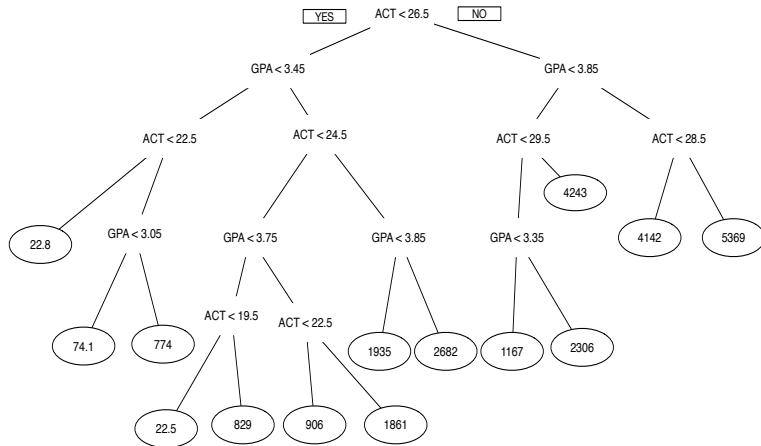 YES ACT < 26.5 NO
GPA < 3.45 GPA < 3.85
ACT < 22.5 ACT < 24.5 ACT < 29.5 ACT < 28.5
4243
22.8 GPA < 3.05 GPA < 3.75 GPA < 3.85 GPA < 3.35 4142 5369
ACT < 19.5 ACT < 22.5
74.1 774 1935 2682 1167 2306
22.5 829 906 1861